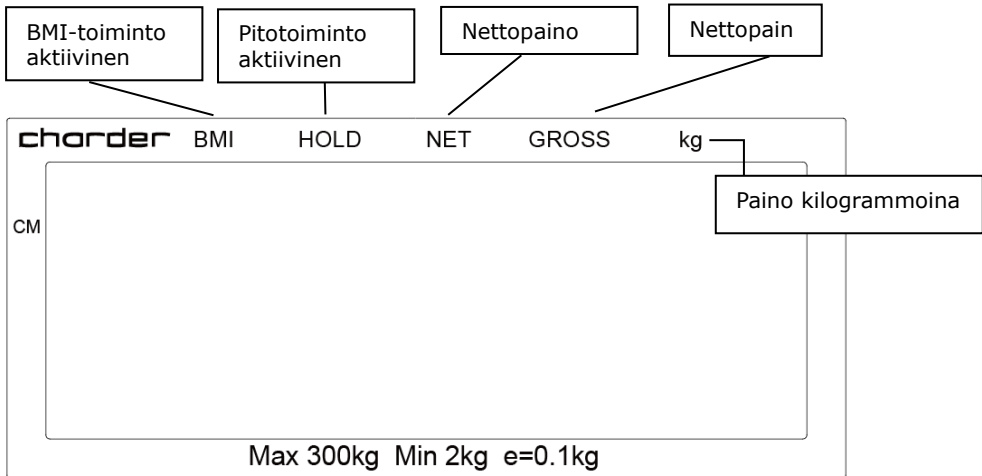 BMI-toiminto
aktiivinen
Pitotoiminto
aktiivinen
Nettopaino
Nettopain
charder BMI HOLD NET GROSS kg
Paino kilogrammoina
CM
Max 300kg Min 2kg e=0.1kg